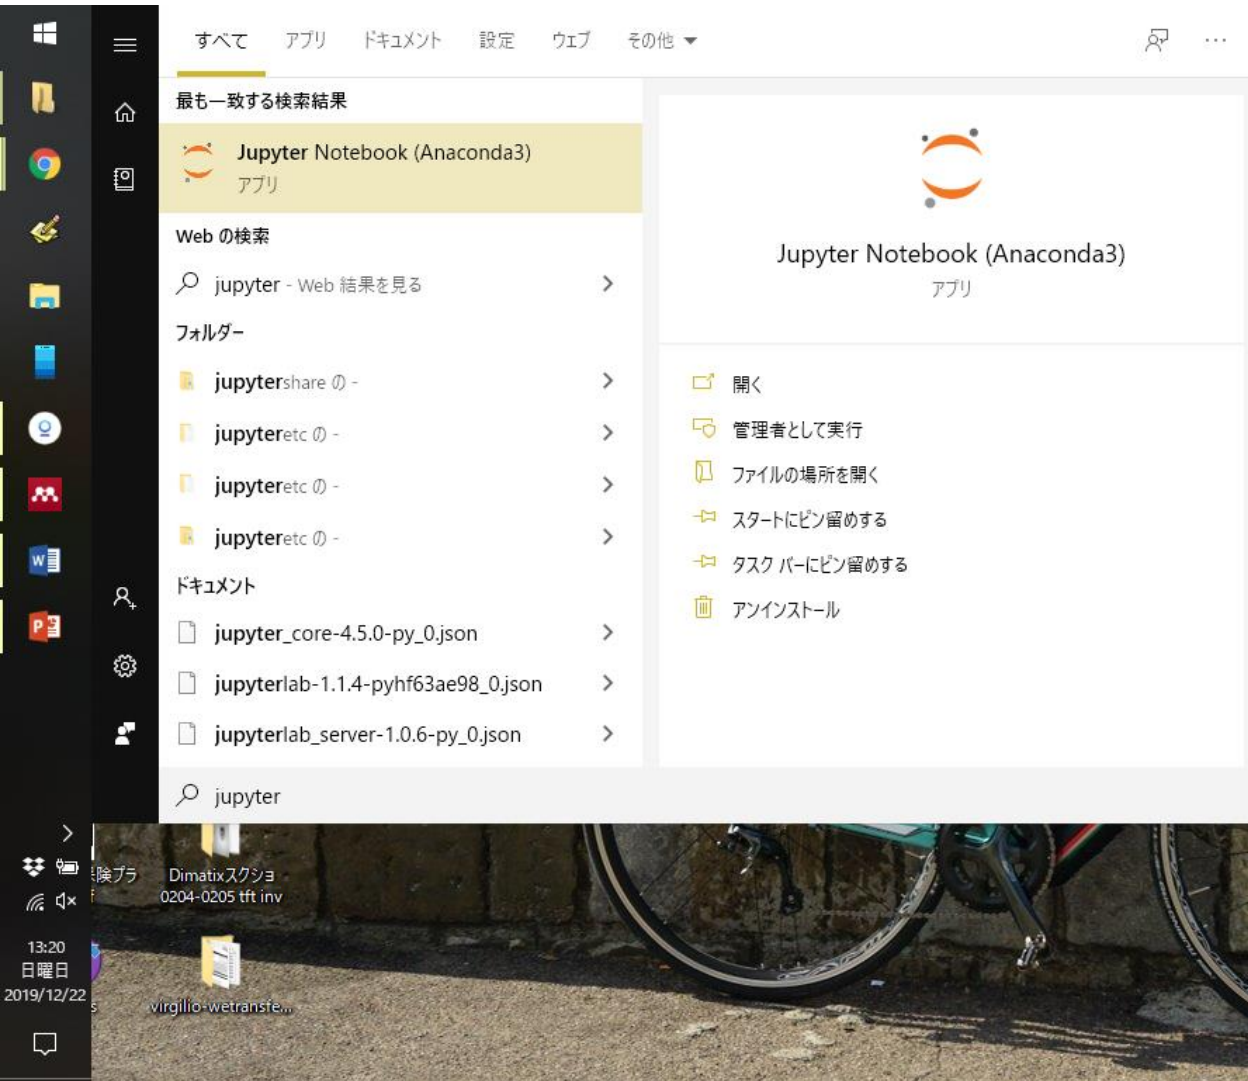 すべて アプリ ドキュメント 設定 ウェブ その他
最も一致する検索結果
Jupyter Notebook (Anaconda3)
アプリ
Web の検索
jupyter - Web 結果を見る
フォルダー
jupytershare の -
jupyteretc の -
jupyteretc の -
jupyteretc の -
ドキュメント
jupyter_core-4.5.0-py_0.json
jupyterlab-1.1.4-pyhf63ae98_0.json
jupyterlab_server-1.0.6-py_0.json
jupyter
Jupyter Notebook (Anaconda3)
アプリ
開く
管理者として実行
ファイルの場所を開く
スタートにピン留めする
タスク バーにピン留めする
アンインストール
険プラ
Dimatixスクショ
0204-0205 tft inv
virgilio-wetransfe...
13:20
日曜日
2019/12/22